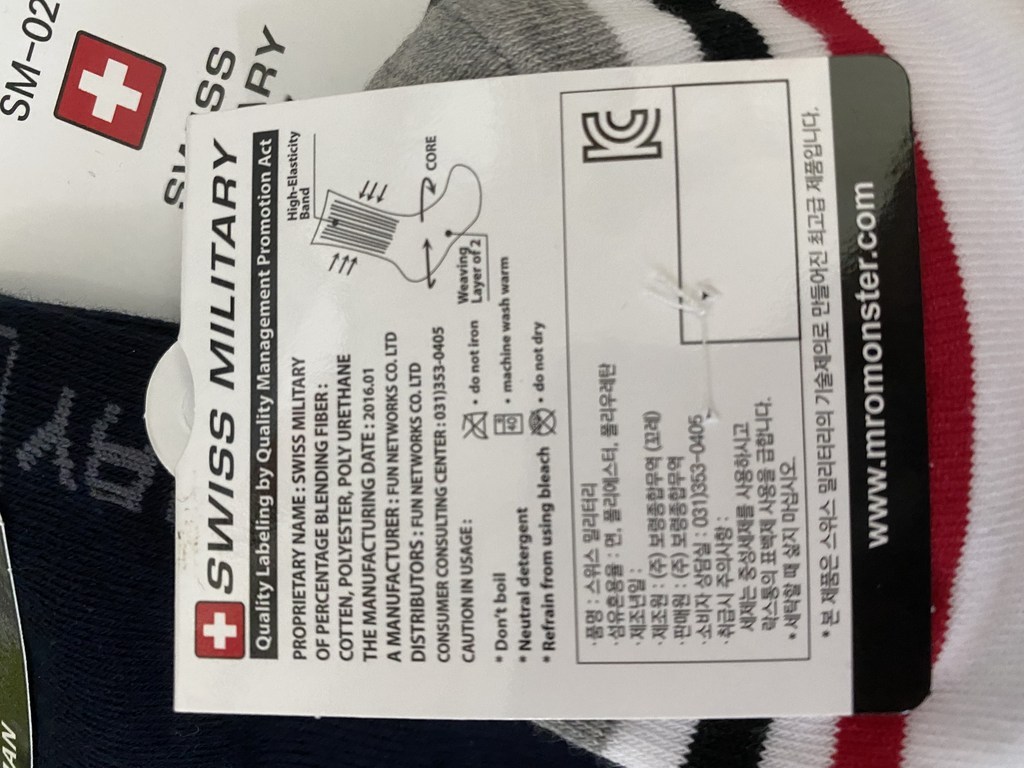 SM-02
SWISS
ARY
SWISS MILITARY
Quality Labeling by Quality Management Promotion Act
PROPRIETARY NAME : SWISS MILITARY
OF PERCENTAGE BLENDING FIBER :
COTTEN, POLYESTER, POLY URETHANE
THE MANUFACTURING DATE : 2016.01
A MANUFACTURER : FUN NETWORKS CO. LTD
DISTRIBUTORS : FUN NETWORKS CO. LTD
CONSUMER CONSULTING CENTER : 031)353-0405
CAUTION IN USAGE :
* Don't boil
* Neutral detergent
* Refrain from using bleach
• do not iron
40
• machine wash warm
• do not dry
High-Elasticity
Band
CORE
Weaving
Layer of 2
·품명 : 스위스 밀리터리
·섬유혼용율 : 면, 폴리에스터, 폴리우레탄
·제조년월 :
·제조원 : (주) 보령종합무역 (꼬레)
·판매원 : (주) 보령종합무역
·소비자 상담실 : 031)353-0405
·취급시 주의사항 :
세제는 중성세제를 사용하시고
락스통의 표백제 사용을 금합니다.
* 세탁할 때 삶지 마십시오
KC
* 본 제품은 스위스 밀리터리의 기술제의로 만들어진 최고급 제품입니다.
www.mromonster.com